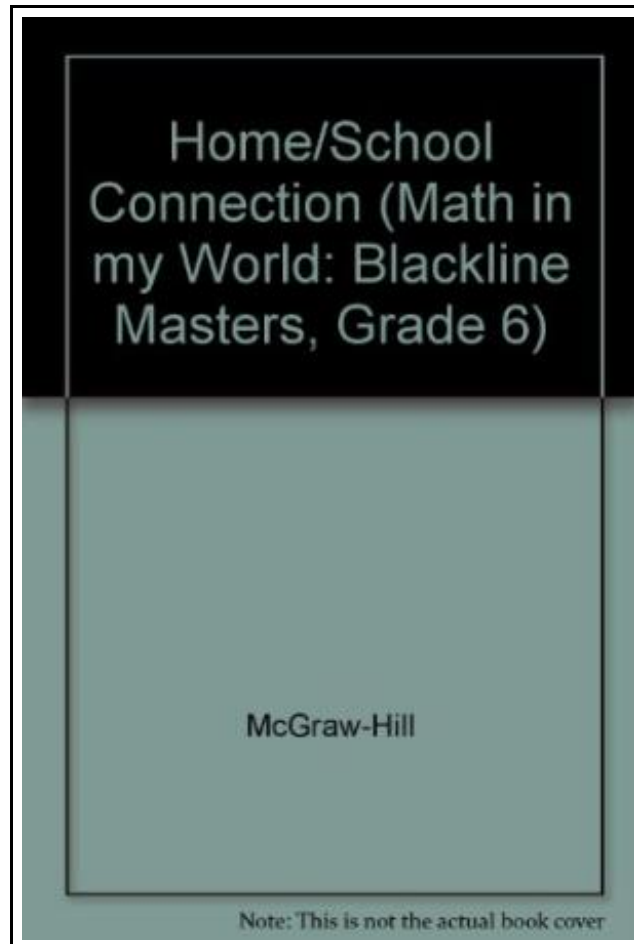 Home/School
Connection (Math in
my World: Blackline
Masters, Grade 6)
McGraw-Hill
Note: This is not the actual book cover